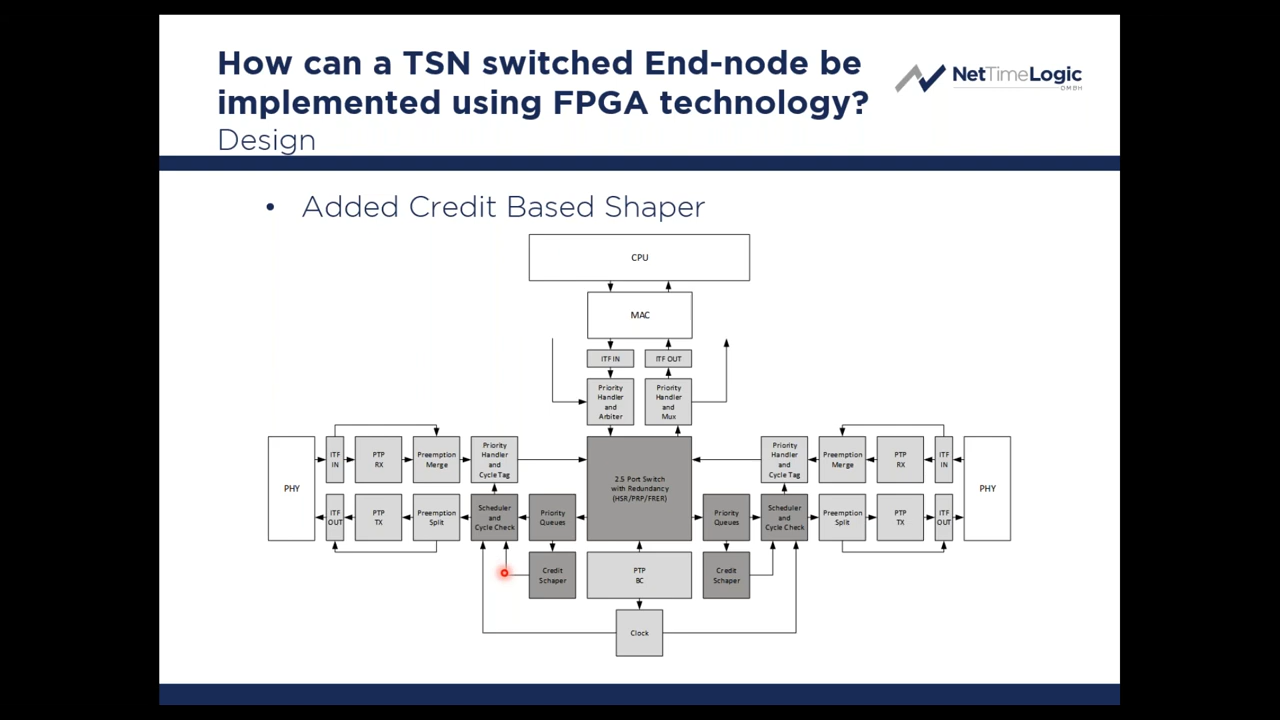 How can a TSN switched End-node be
implemented using FPGA technology?
Design
NetTimeLogic
GMBH
• Added Credit Based Shaper
CPU
MAC
ITF IN
ITF OUT
Priority
Handler
and
Arbiter
Priority
Handler
and
Mux
PHY
ITF
IN
PTP
RX
Preemption
Merge
Priority
Handler
and
Cycle Tag
2.5 Port Switch
with Redundancy
(HSR/PRP/FRER)
Priority
Handler
and
Cycle Tag
Preemption
Merge
PTP
RX
ITF
IN
PHY
ITF
OUT
PTP
TX
Preemption
Split
Scheduler
and
Cycle Check
Priority
Queues
Priority
Queues
Scheduler
and
Cycle Check
Preemption
Split
PTP
TX
ITF
OUT
Credit
Schaper
PTP
BC
Credit
Schaper
Clock